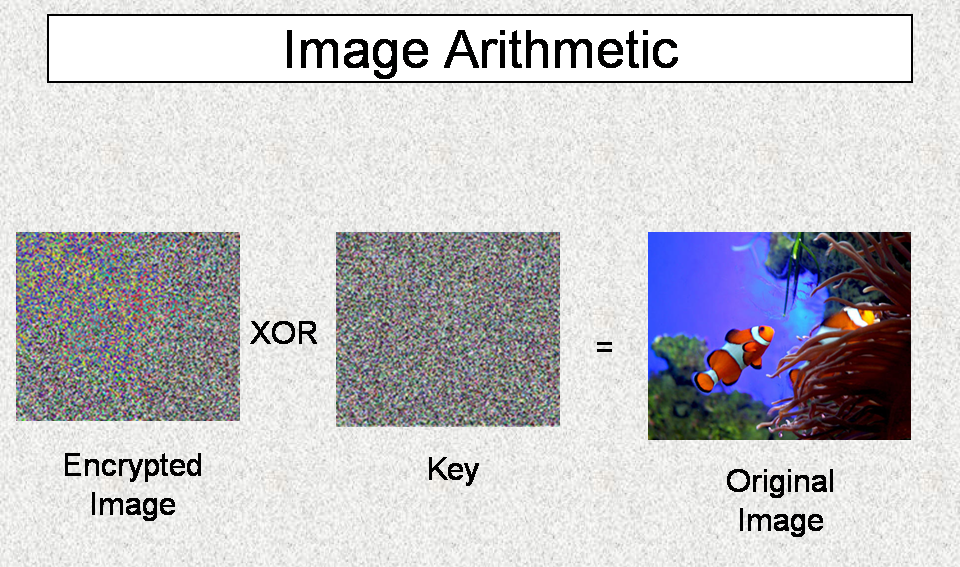 Image Arithmetic
XOR
=
Encrypted
Image
Key
Original
Image